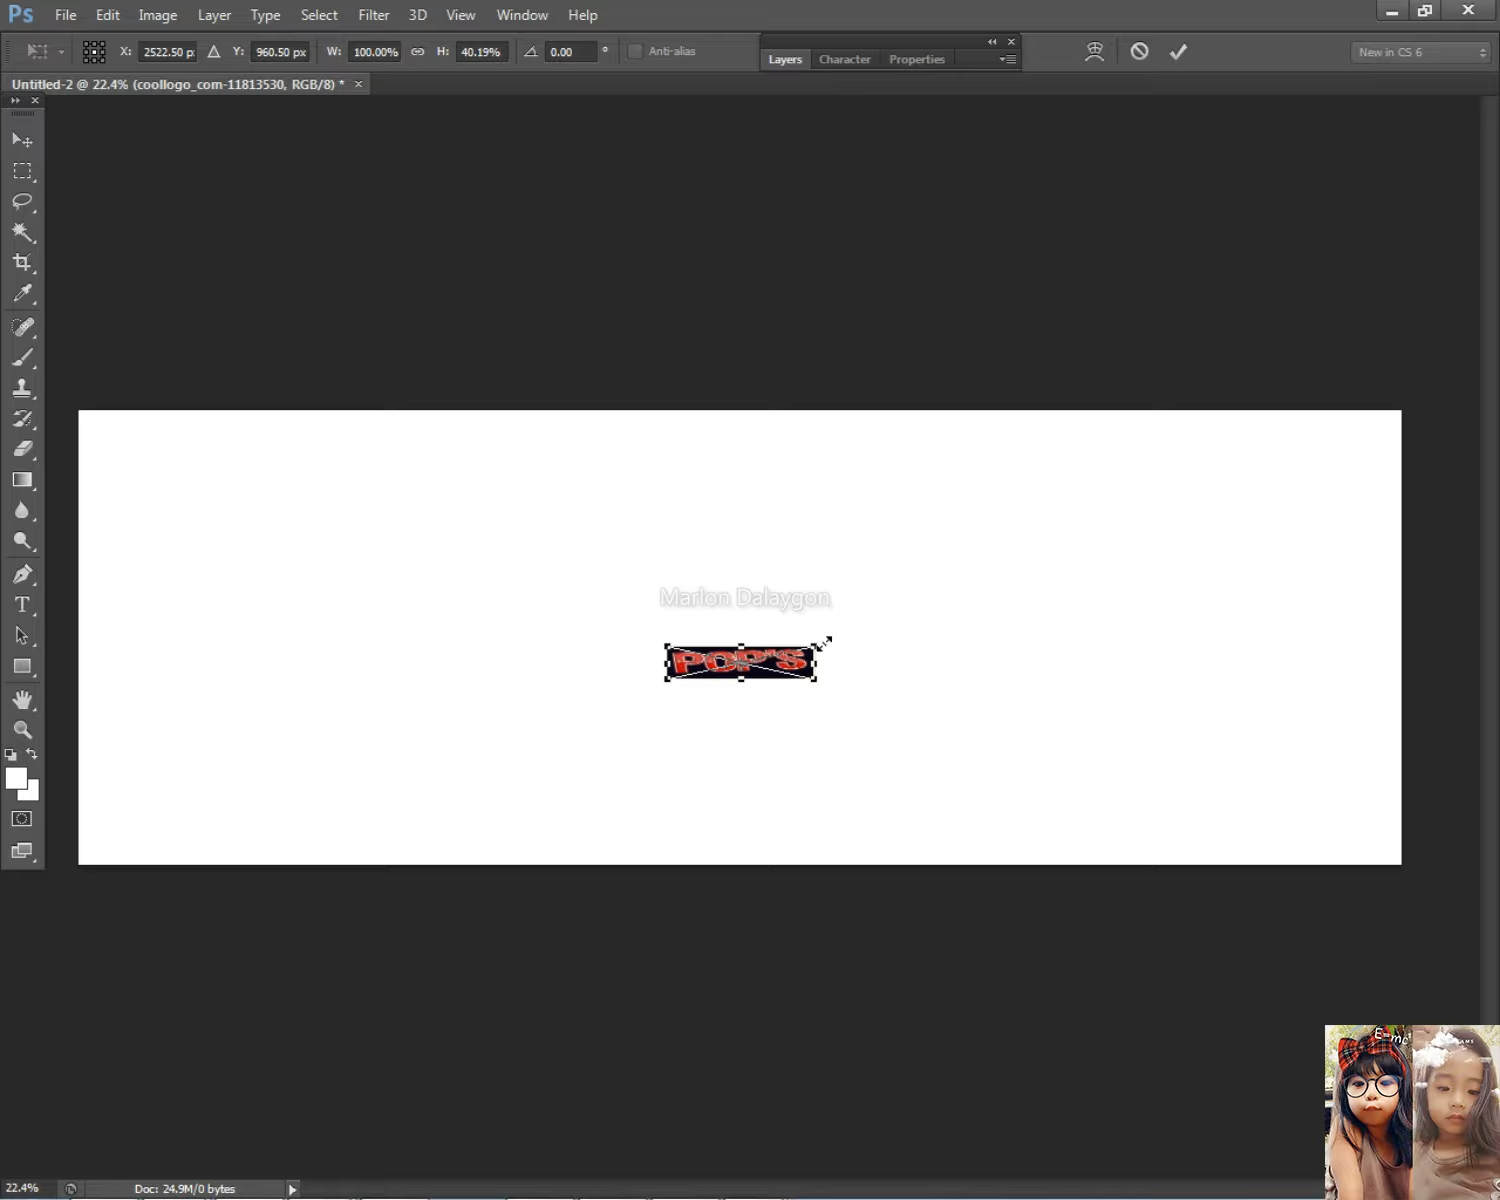 Ps File Edit Image Layer Type Select Filter 3D View Window Help
X: 2522.50 p Y: 960.50 px W: 100.00% H: 40.19% 0.00 ° Anti-alias
Layers Character Properties
New in CS 6
Untitled-2 @ 22.4% (coollogo_com-11813530, RGB/8) *
Marlon Dalaygon
POP'S
E=mc²
22.4% Doc: 24.9M/0 bytes